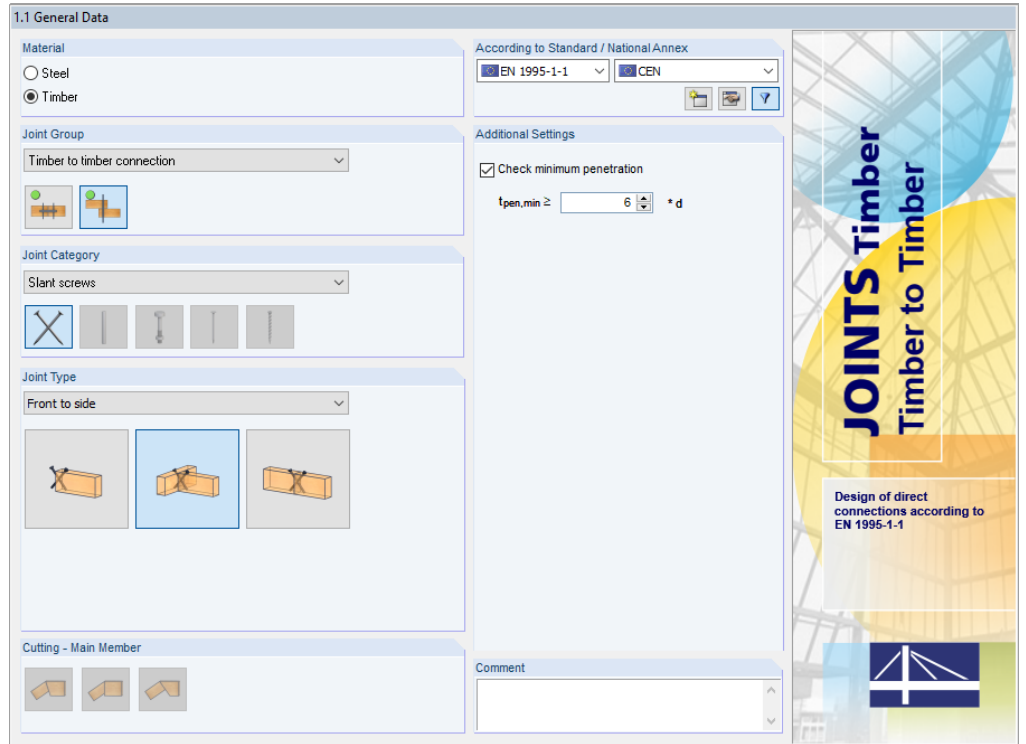 1.1 General Data
Material
Steel
Timber
Joint Group
Timber to timber connection
Joint Category
Slant screws
Joint Type
Front to side
Cutting - Main Member
According to Standard / National Annex
EN 1995-1-1
CEN
Additional Settings
Check minimum penetration
tpen,min ≥ 6 * d
Comment
JOINTS Timber
Timber to Timber
Design of direct
connections according to
EN 1995-1-1